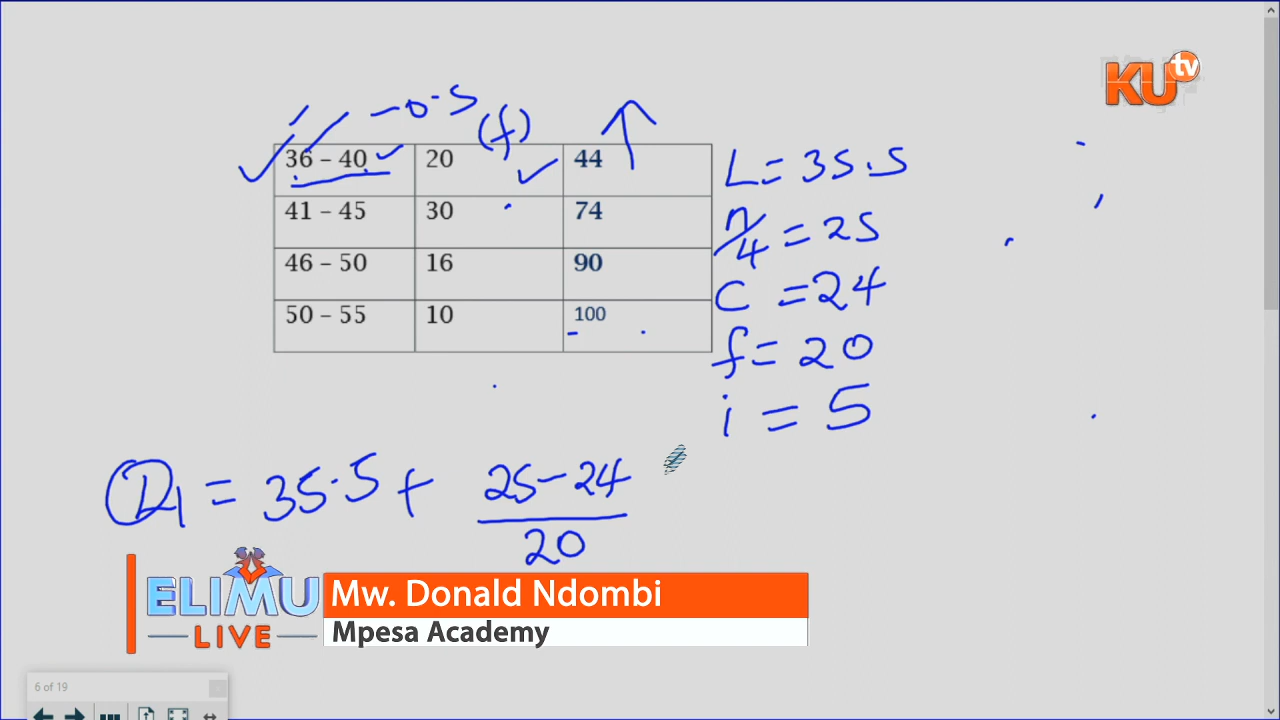 KU tv
- 0.5
(f)
36 – 40 20 44
41 – 45 30 74
46 – 50 16 90
50 – 55 10 100
L = 35.5
n/4 = 25
C = 24
f = 20
i = 5
Q1 = 35.5 + 25 - 24
20
ELIMU
LIVE
Mw. Donald Ndombi
Mpesa Academy
6 of 19